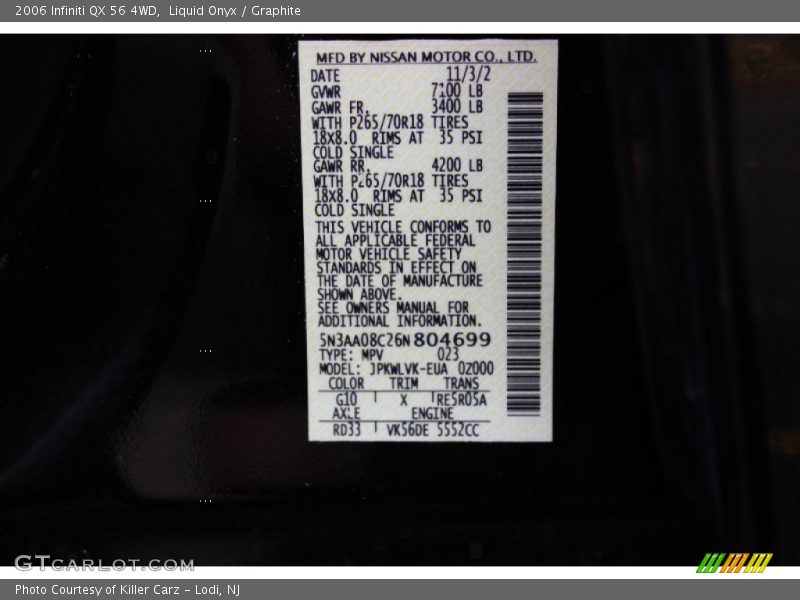 2006 Infiniti QX 56 4WD,  Liquid Onyx / Graphite
MFD BY NISSAN MOTOR CO., LTD.
DATE 11/3/2
GVWR 7100 LB
GAWR FR. 3400 LB
WITH P265/70R18 TIRES
18X8.0 RIMS AT 35 PSI
COLD SINGLE
GAWR RR. 4200 LB
WITH P265/70R18 TIRES
18X8.0 RIMS AT 35 PSI
COLD SINGLE
THIS VEHICLE CONFORMS TO
ALL APPLICABLE FEDERAL
MOTOR VEHICLE SAFETY
STANDARDS IN EFFECT ON
THE DATE OF MANUFACTURE
SHOWN ABOVE.
SEE OWNERS MANUAL FOR
ADDITIONAL INFORMATION.
5N3AA08C26N804699
TYPE: MPV 023
MODEL: JPKWLVK-EUA 0Z000
COLOR TRIM TRANS
G10 X RE5R05A
AXLE ENGINE
RD33 VK56DE 5552CC
GTCARLOT.COM
Photo Courtesy of Killer Carz – Lodi, NJ